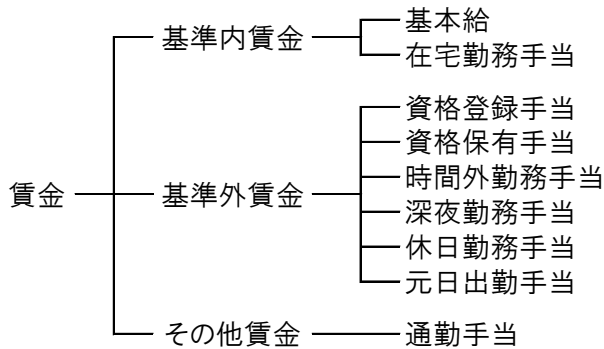 賃金
基準内賃金
基本給
在宅勤務手当
基準外賃金
資格登録手当
資格保有手当
時間外勤務手当
深夜勤務手当
休日勤務手当
元日出勤手当
その他賃金
通勤手当